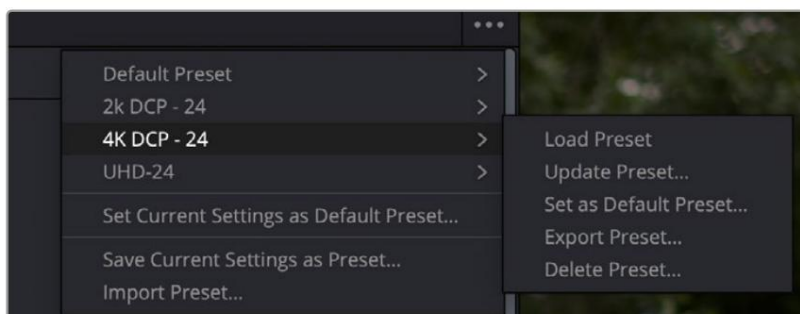 Default Preset
2k DCP - 24
4K DCP - 24
UHD-24
Set Current Settings as Default Preset...
Save Current Settings as Preset...
Import Preset...
Load Preset
Update Preset...
Set as Default Preset...
Export Preset...
Delete Preset...